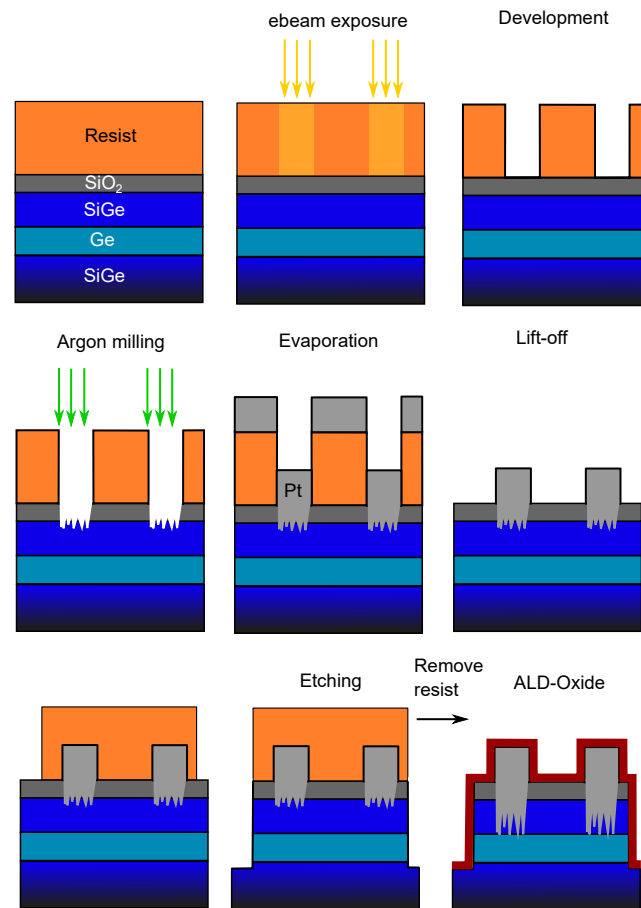 ebeam exposure
Development
Resist
SiO₂
SiGe
Ge
SiGe
Argon milling
Evaporation
Lift-off
Pt
Etching
Remove
resist
ALD-Oxide